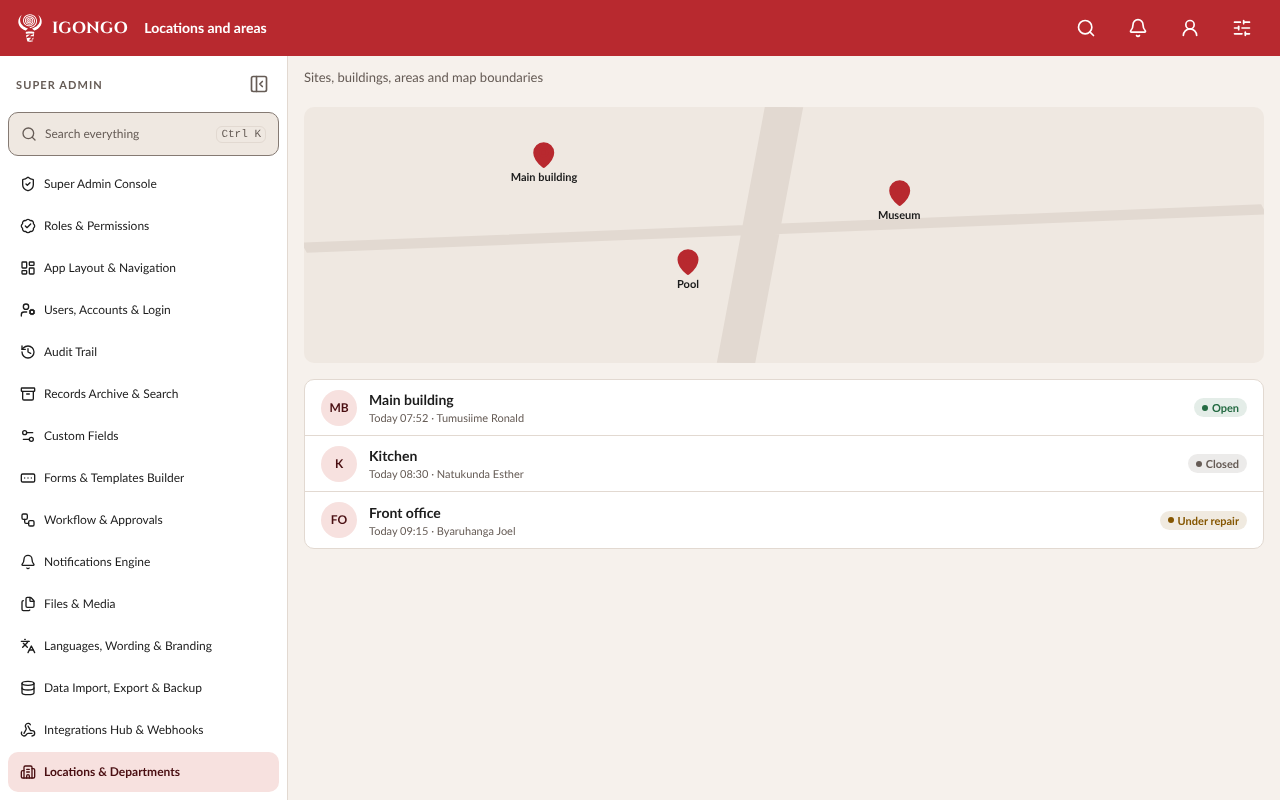 IGONGO
Locations and areas
SUPER ADMIN
Search everything
Ctrl K
Super Admin Console
Roles & Permissions
App Layout & Navigation
Users, Accounts & Login
Audit Trail
Records Archive & Search
Custom Fields
Forms & Templates Builder
Workflow & Approvals
Notifications Engine
Files & Media
Languages, Wording & Branding
Data Import, Export & Backup
Integrations Hub & Webhooks
Locations & Departments
Sites, buildings, areas and map boundaries
Main building
Museum
Pool
MB
Main building
Today 07:52 · Tumusiime Ronald
Open
K
Kitchen
Today 08:30 · Natukunda Esther
Closed
FO
Front office
Today 09:15 · Byaruhanga Joel
Under repair